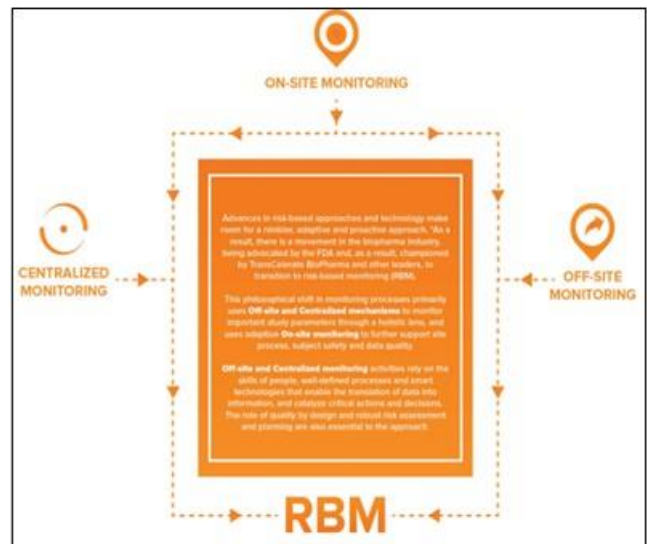 ON-SITE MONITORING
CENTRALIZED
MONITORING
OFF-SITE
MONITORING
Advances in risk-based approaches and technology make
room for a nimbler, adaptive and proactive approach. "As a
result, there is a movement in the biopharma industry,
being advocated by the FDA and, as a result, championed
by TransCelerate BioPharma and other leaders, to
transition to risk-based monitoring (RBM).
This philosophical shift in monitoring processes primarily
uses Off-site and Centralized mechanisms to monitor
important study parameters through a holistic lens, and
uses adaptive On-site monitoring to further support site
process, subject safety and data quality.
Off-site and Centralized monitoring activities rely on the
skills of people, well-defined processes and smart
technologies that enable the translation of data into
information, and catalyze critical actions and decisions.
The role of quality by design and robust risk assessment
and planning are also essential to the approach
RBM